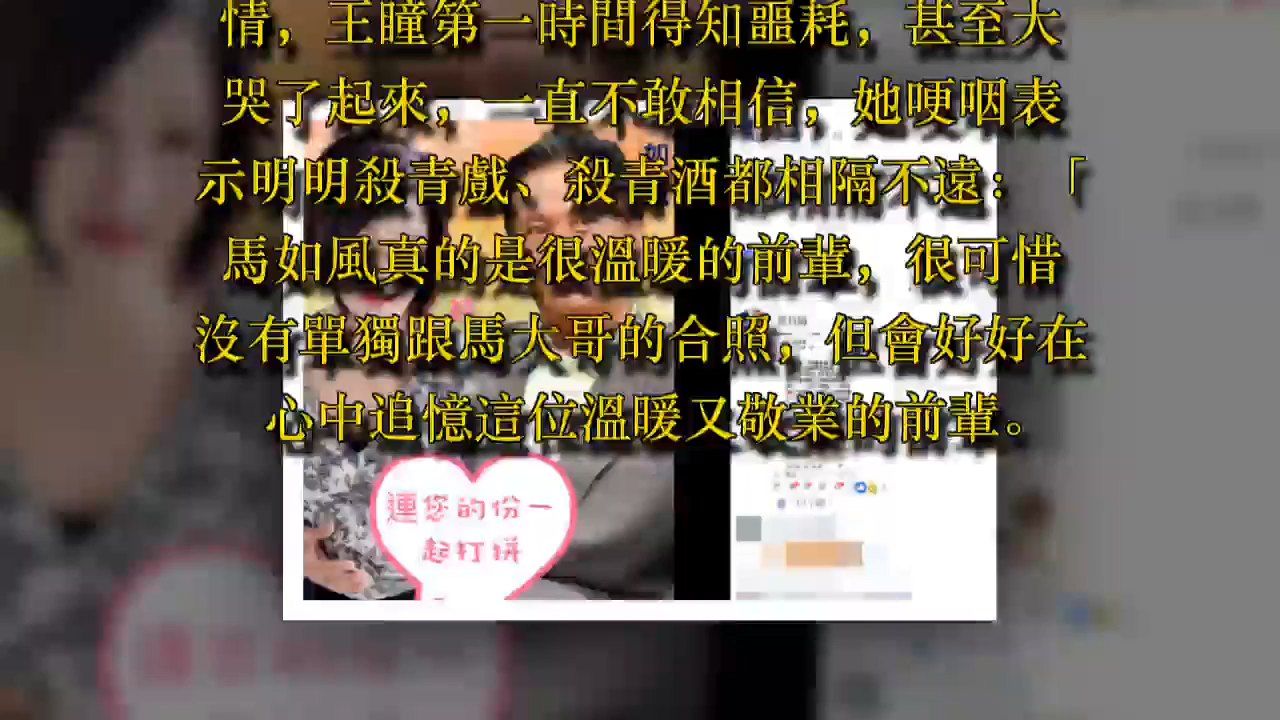 情，王瞳第一時間得知噩耗，甚至大
哭了起來，一直不敢相信，她哽咽表
示明明殺青戲、殺青酒都相隔不遠：「
馬如風真的是很溫暖的前輩，很可惜
沒有單獨跟馬大哥的合照，但會好好在
心中追憶這位溫暖又敬業的前輩。
連您的份一
起打拼